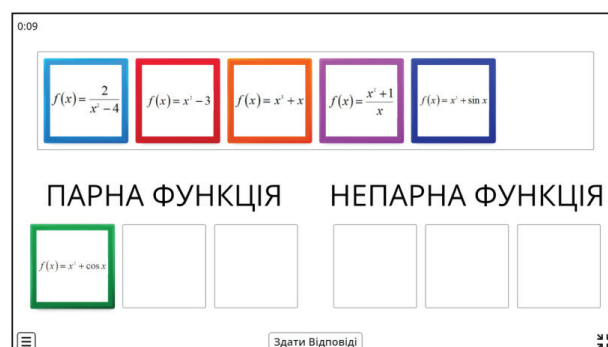 0:09
f(x)=2/(x²−4)
f(x)=x²−3
f(x)=x³+x
f(x)=(x²+1)/x
f(x)=x³+sin x
ПАРНА ФУНКЦІЯ
НЕПАРНА ФУНКЦІЯ
f(x)=x²+cos x
Здати Відповіді